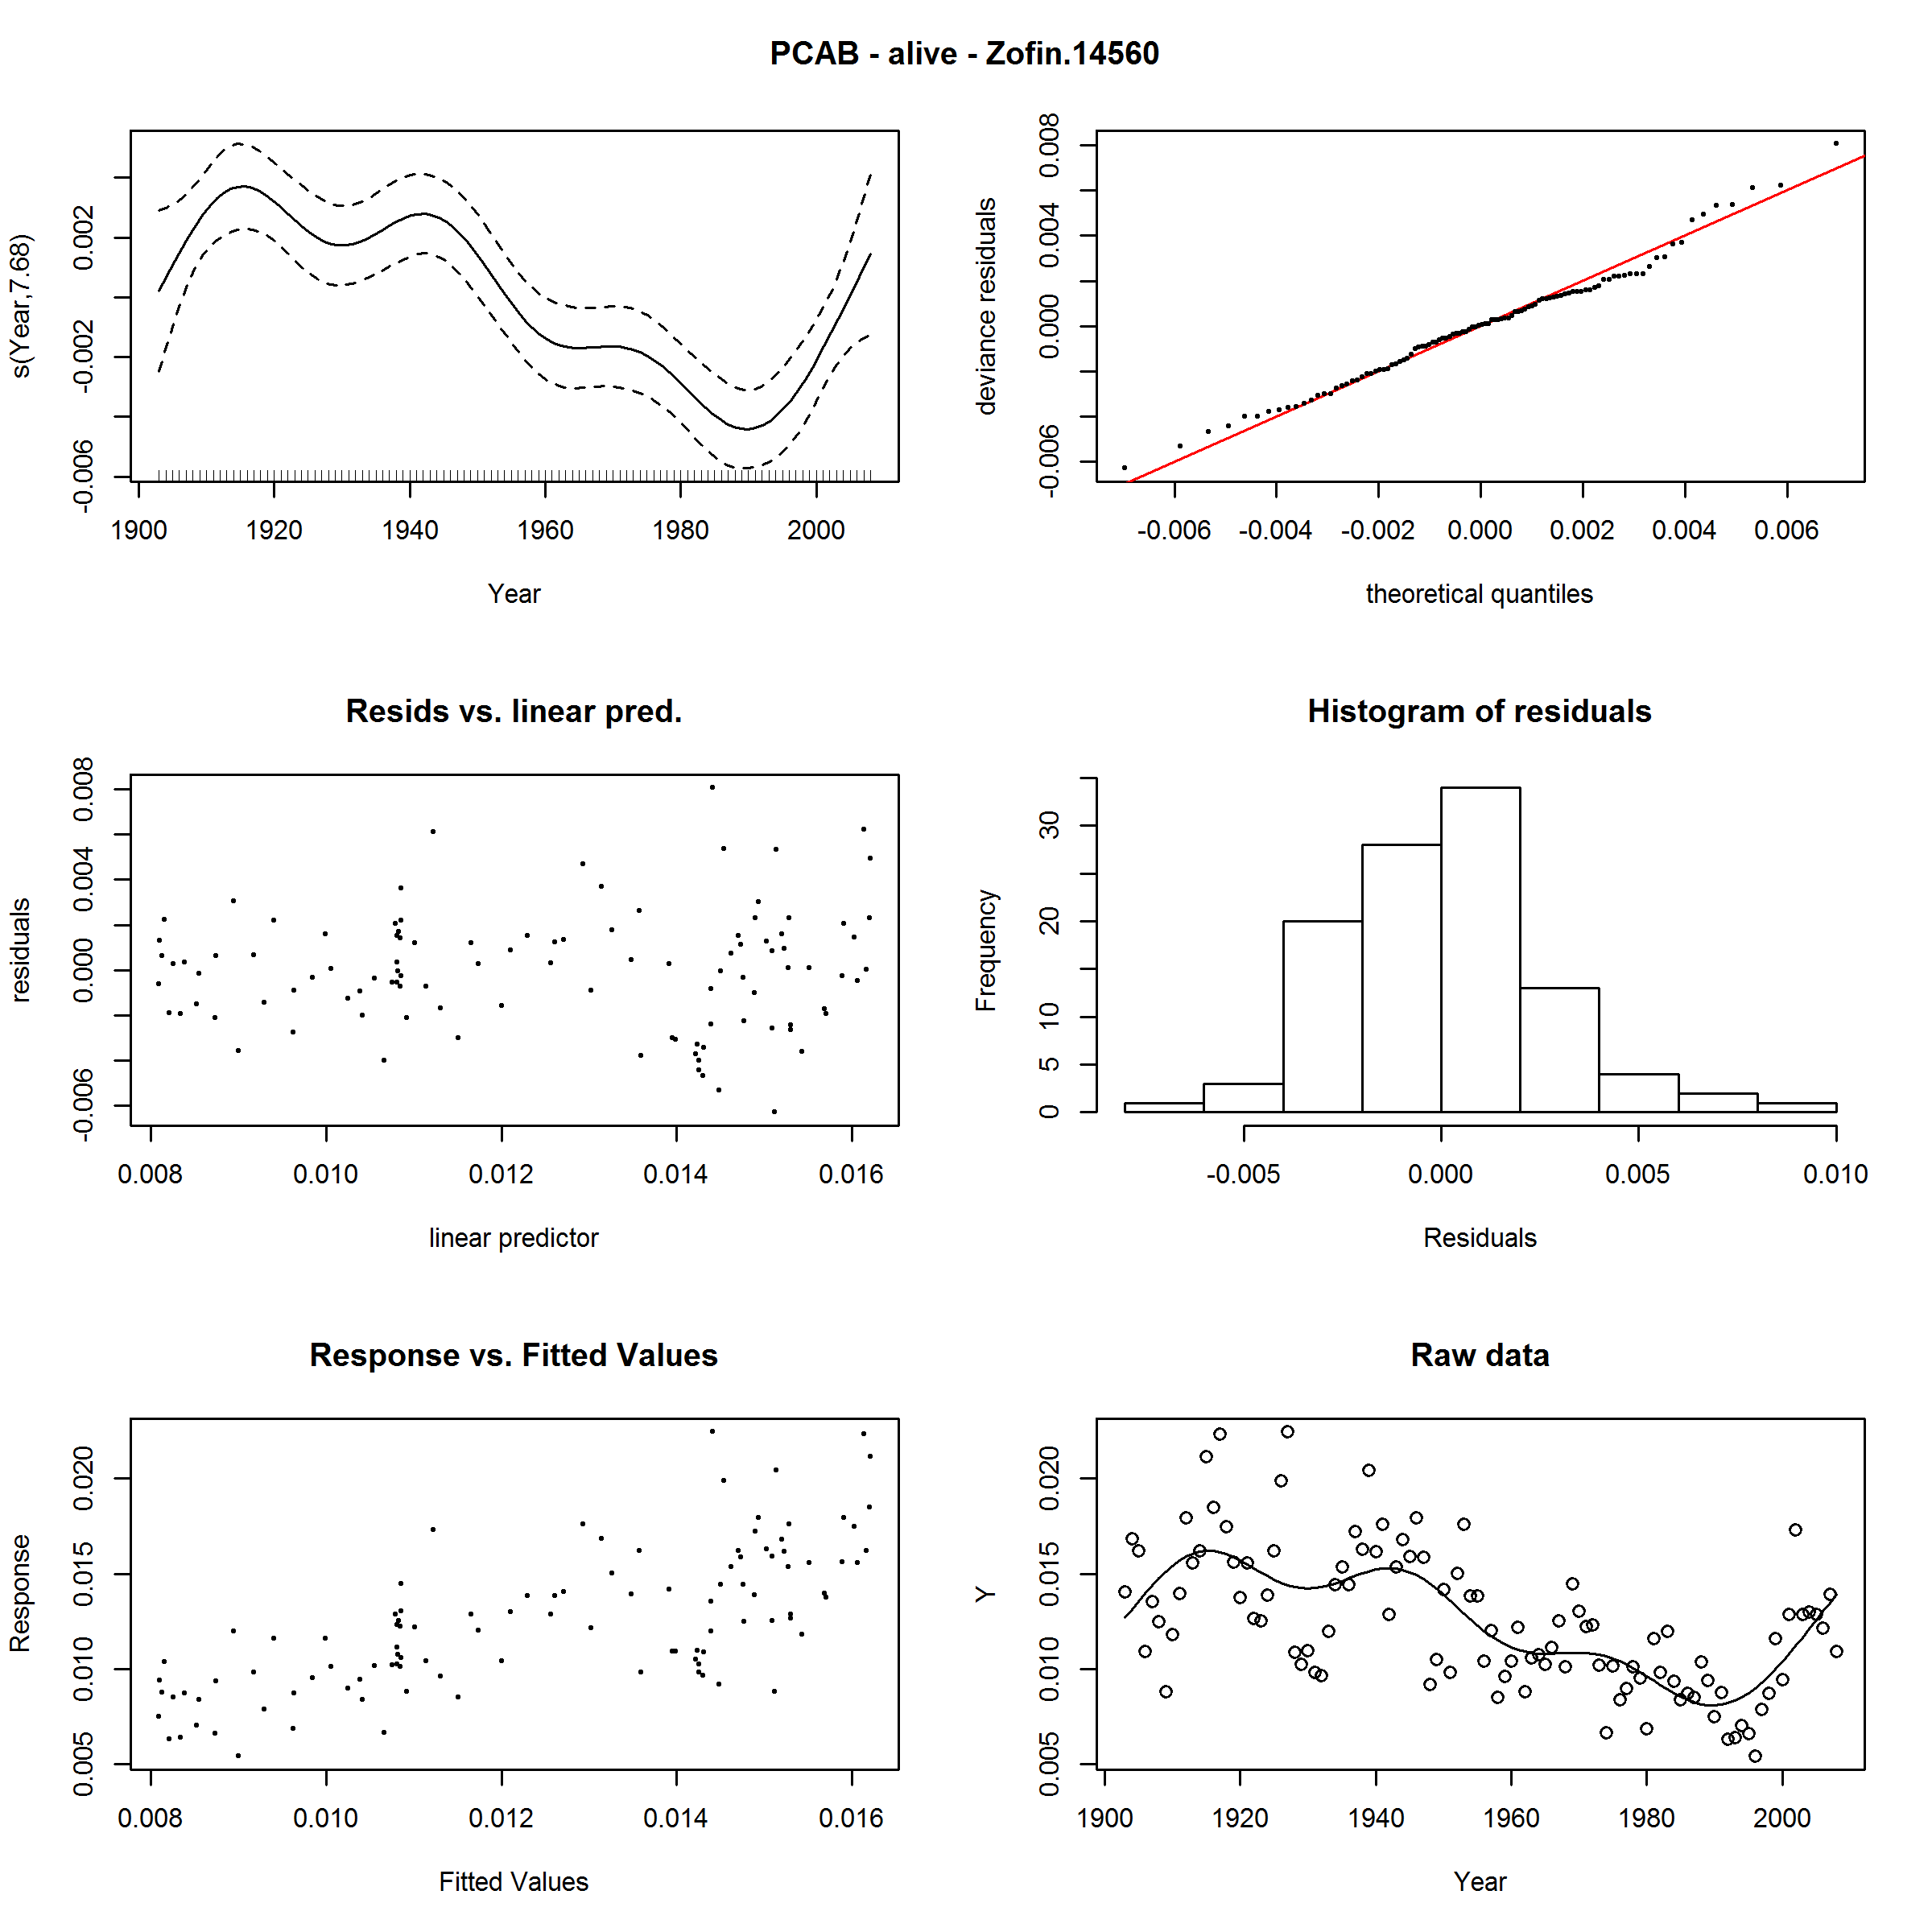 PCAB - alive - Zofin.14560
s(Year,7.68)
-0.006 -0.002 0.002
1900 1920 1940 1960 1980 2000
Year
deviance residuals
-0.006 0.000 0.004 0.008
-0.006 -0.004 -0.002 0.000 0.002 0.004 0.006
theoretical quantiles
Resids vs. linear pred.
residuals
-0.006 0.000 0.004 0.008
0.008 0.010 0.012 0.014 0.016
linear predictor
Histogram of residuals
Frequency
0 5 10 20 30
-0.005 0.000 0.005 0.010
Residuals
Response vs. Fitted Values
Response
0.005 0.010 0.015 0.020
0.008 0.010 0.012 0.014 0.016
Fitted Values
Raw data
Y
0.005 0.010 0.015 0.020
1900 1920 1940 1960 1980 2000
Year